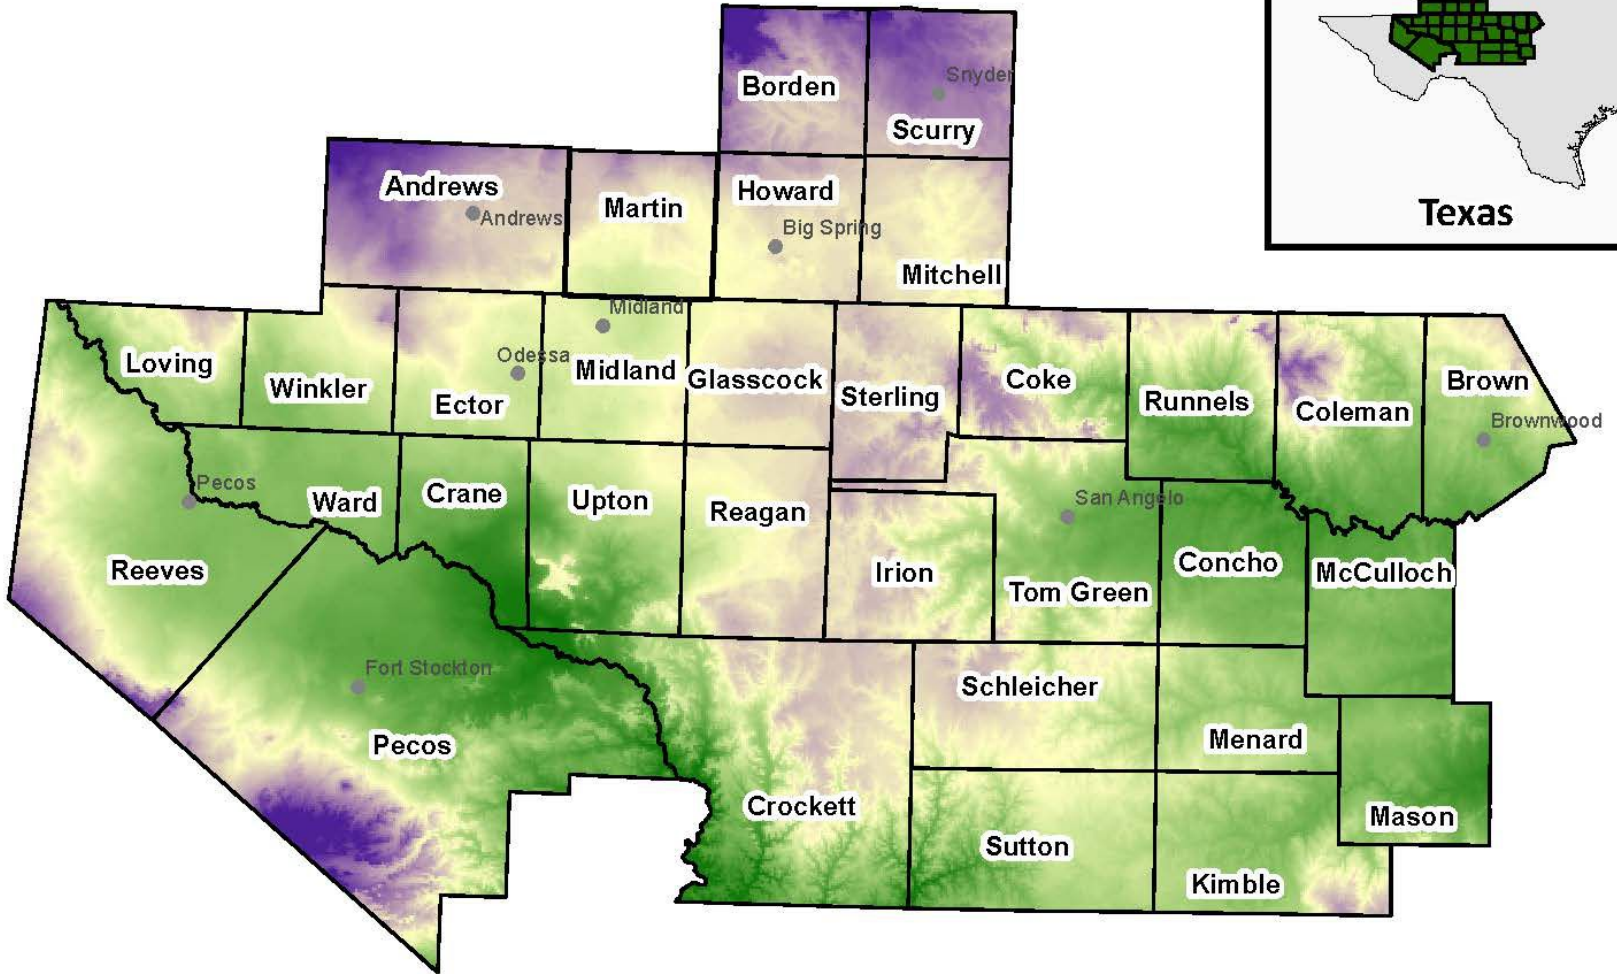 Borden
Snyder
Scurry
Texas
Andrews
Andrews
Martin
Howard
Big Spring
Mitchell
Midland
Loving
Winkler
Odessa
Ector
Midland
Glasscock
Sterling
Coke
Runnels
Coleman
Brown
Brownwood
Pecos
Ward
Crane
Upton
Reagan
San Angelo
Reeves
Irion
Tom Green
Concho
McCulloch
Fort Stockton
Schleicher
Pecos
Menard
Crockett
Mason
Sutton
Kimble